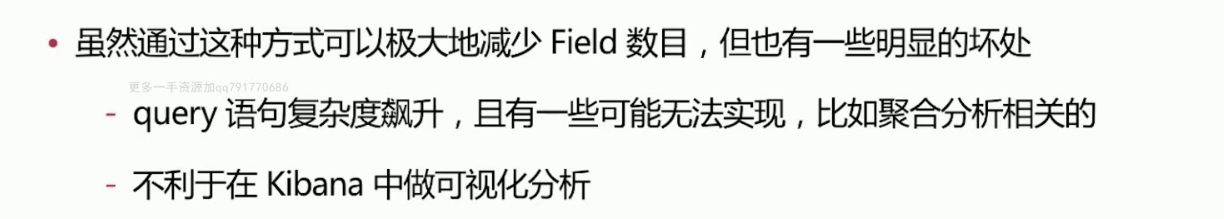 • 虽然通过这种方式可以极大地减少 Field 数目，但也有一些明显的坏处
更多一手资源加qq791770686
- query 语句复杂度飙升，且有一些可能无法实现，比如聚合分析相关的
- 不利于在 Kibana 中做可视化分析